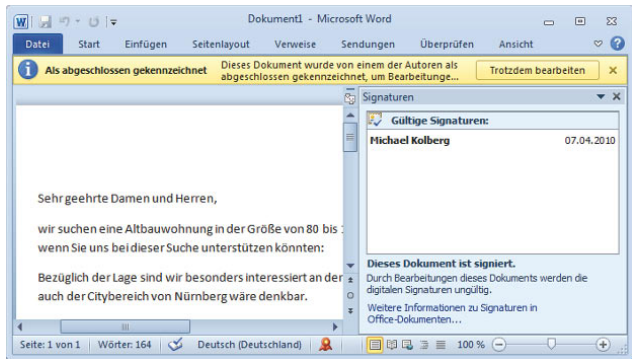 Dokument1 - Microsoft Word
Datei Start Einfügen Seitenlayout Verweise Sendungen Überprüfen Ansicht
Als abgeschlossen gekennzeichnet
Dieses Dokument wurde von einem der Autoren als
abgeschlossen gekennzeichnet, um Bearbeitunge...
Trotzdem bearbeiten
Sehr geehrte Damen und Herren,
wir suchen eine Altbauwohnung in der Größe von 80 bis
wenn Sie uns bei dieser Suche unterstützen könnten:
Bezüglich der Lage sind wir besonders interessiert an der
auch der Citybereich von Nürnberg wäre denkbar.
Signaturen
Gültige Signaturen:
Michael Kolberg 07.04.2010
Dieses Dokument ist signiert.
Durch Bearbeitungen dieses Dokuments werden die
digitalen Signaturen ungültig.
Weitere Informationen zu Signaturen in
Office-Dokumenten...
Seite: 1 von 1 Wörter: 164 Deutsch (Deutschland) 100 %